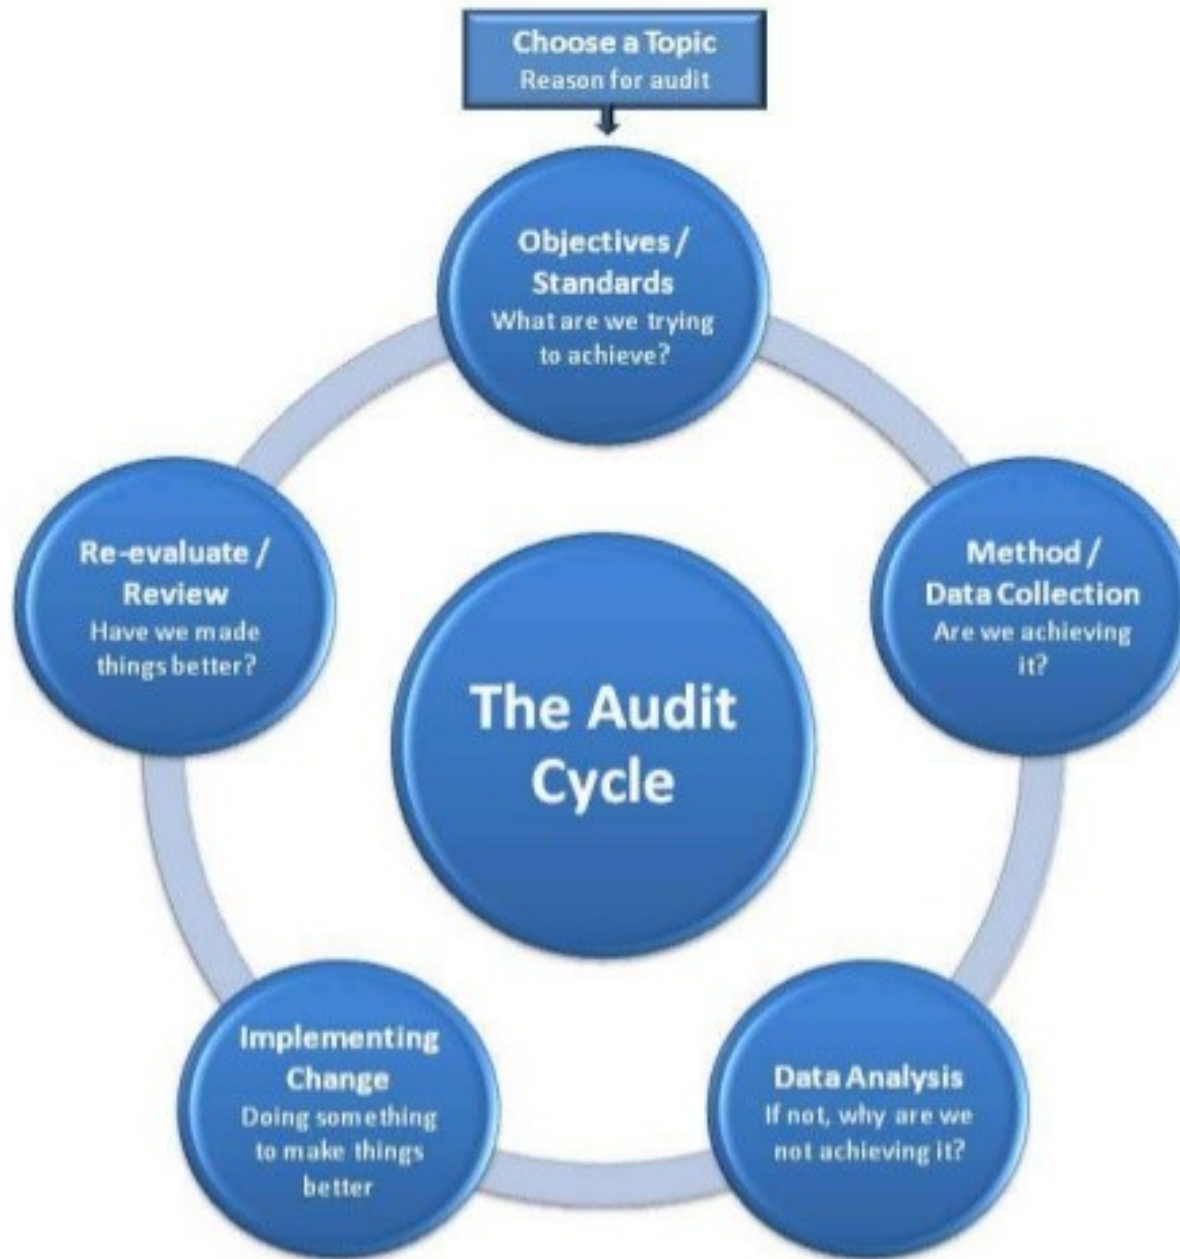 Choose a Topic
Reason for audit
Objectives /
Standards
What are we trying
to achieve?
Method /
Data Collection
Are we achieving
it?
Data Analysis
If not, why are we
not achieving it?
Implementing
Change
Doing something
to make things
better
Re-evaluate /
Review
Have we made
things better?
The Audit
Cycle